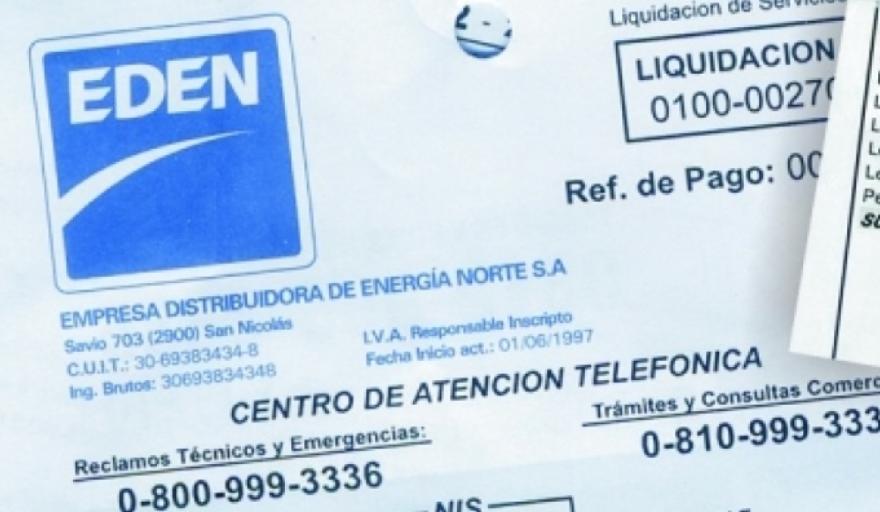 EDEN
Liquidacion de
LIQUIDACION
0100-00270
Ref. de Pago: 00
EMPRESA DISTRIBUIDORA DE ENERGÍA NORTE S.A
Savio 703 (2900) San Nicolás
C.U.I.T.: 30-69383434-8
Ing. Brutos: 30693834348
I.V.A. Responsable Inscripto
Fecha Inicio act.: 01/06/1997
CENTRO DE ATENCION TELEFONICA
Reclamos Técnicos y Emergencias:
0-800-999-3336
Trámites y Consultas Comerc
0-810-999-333
NIS